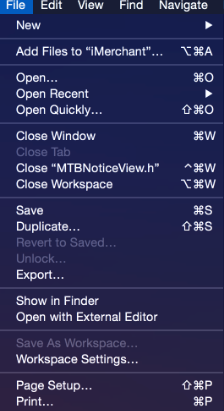 File Edit View Find Navigate
New ▶
Add Files to “iMerchant”... ⌥⌘A
Open... ⌘O
Open Recent ▶
Open Quickly... ⇧⌘O
Close Window ⌘W
Close Tab
Close “MTBNoticeView.h” ^⌘W
Close Workspace ⌥⌘W
Save ⌘S
Duplicate... ⇧⌘S
Revert to Saved...
Unlock...
Export...
Show in Finder
Open with External Editor
Save As Workspace...
Workspace Settings...
Page Setup... ⇧⌘P
Print... ⌘P